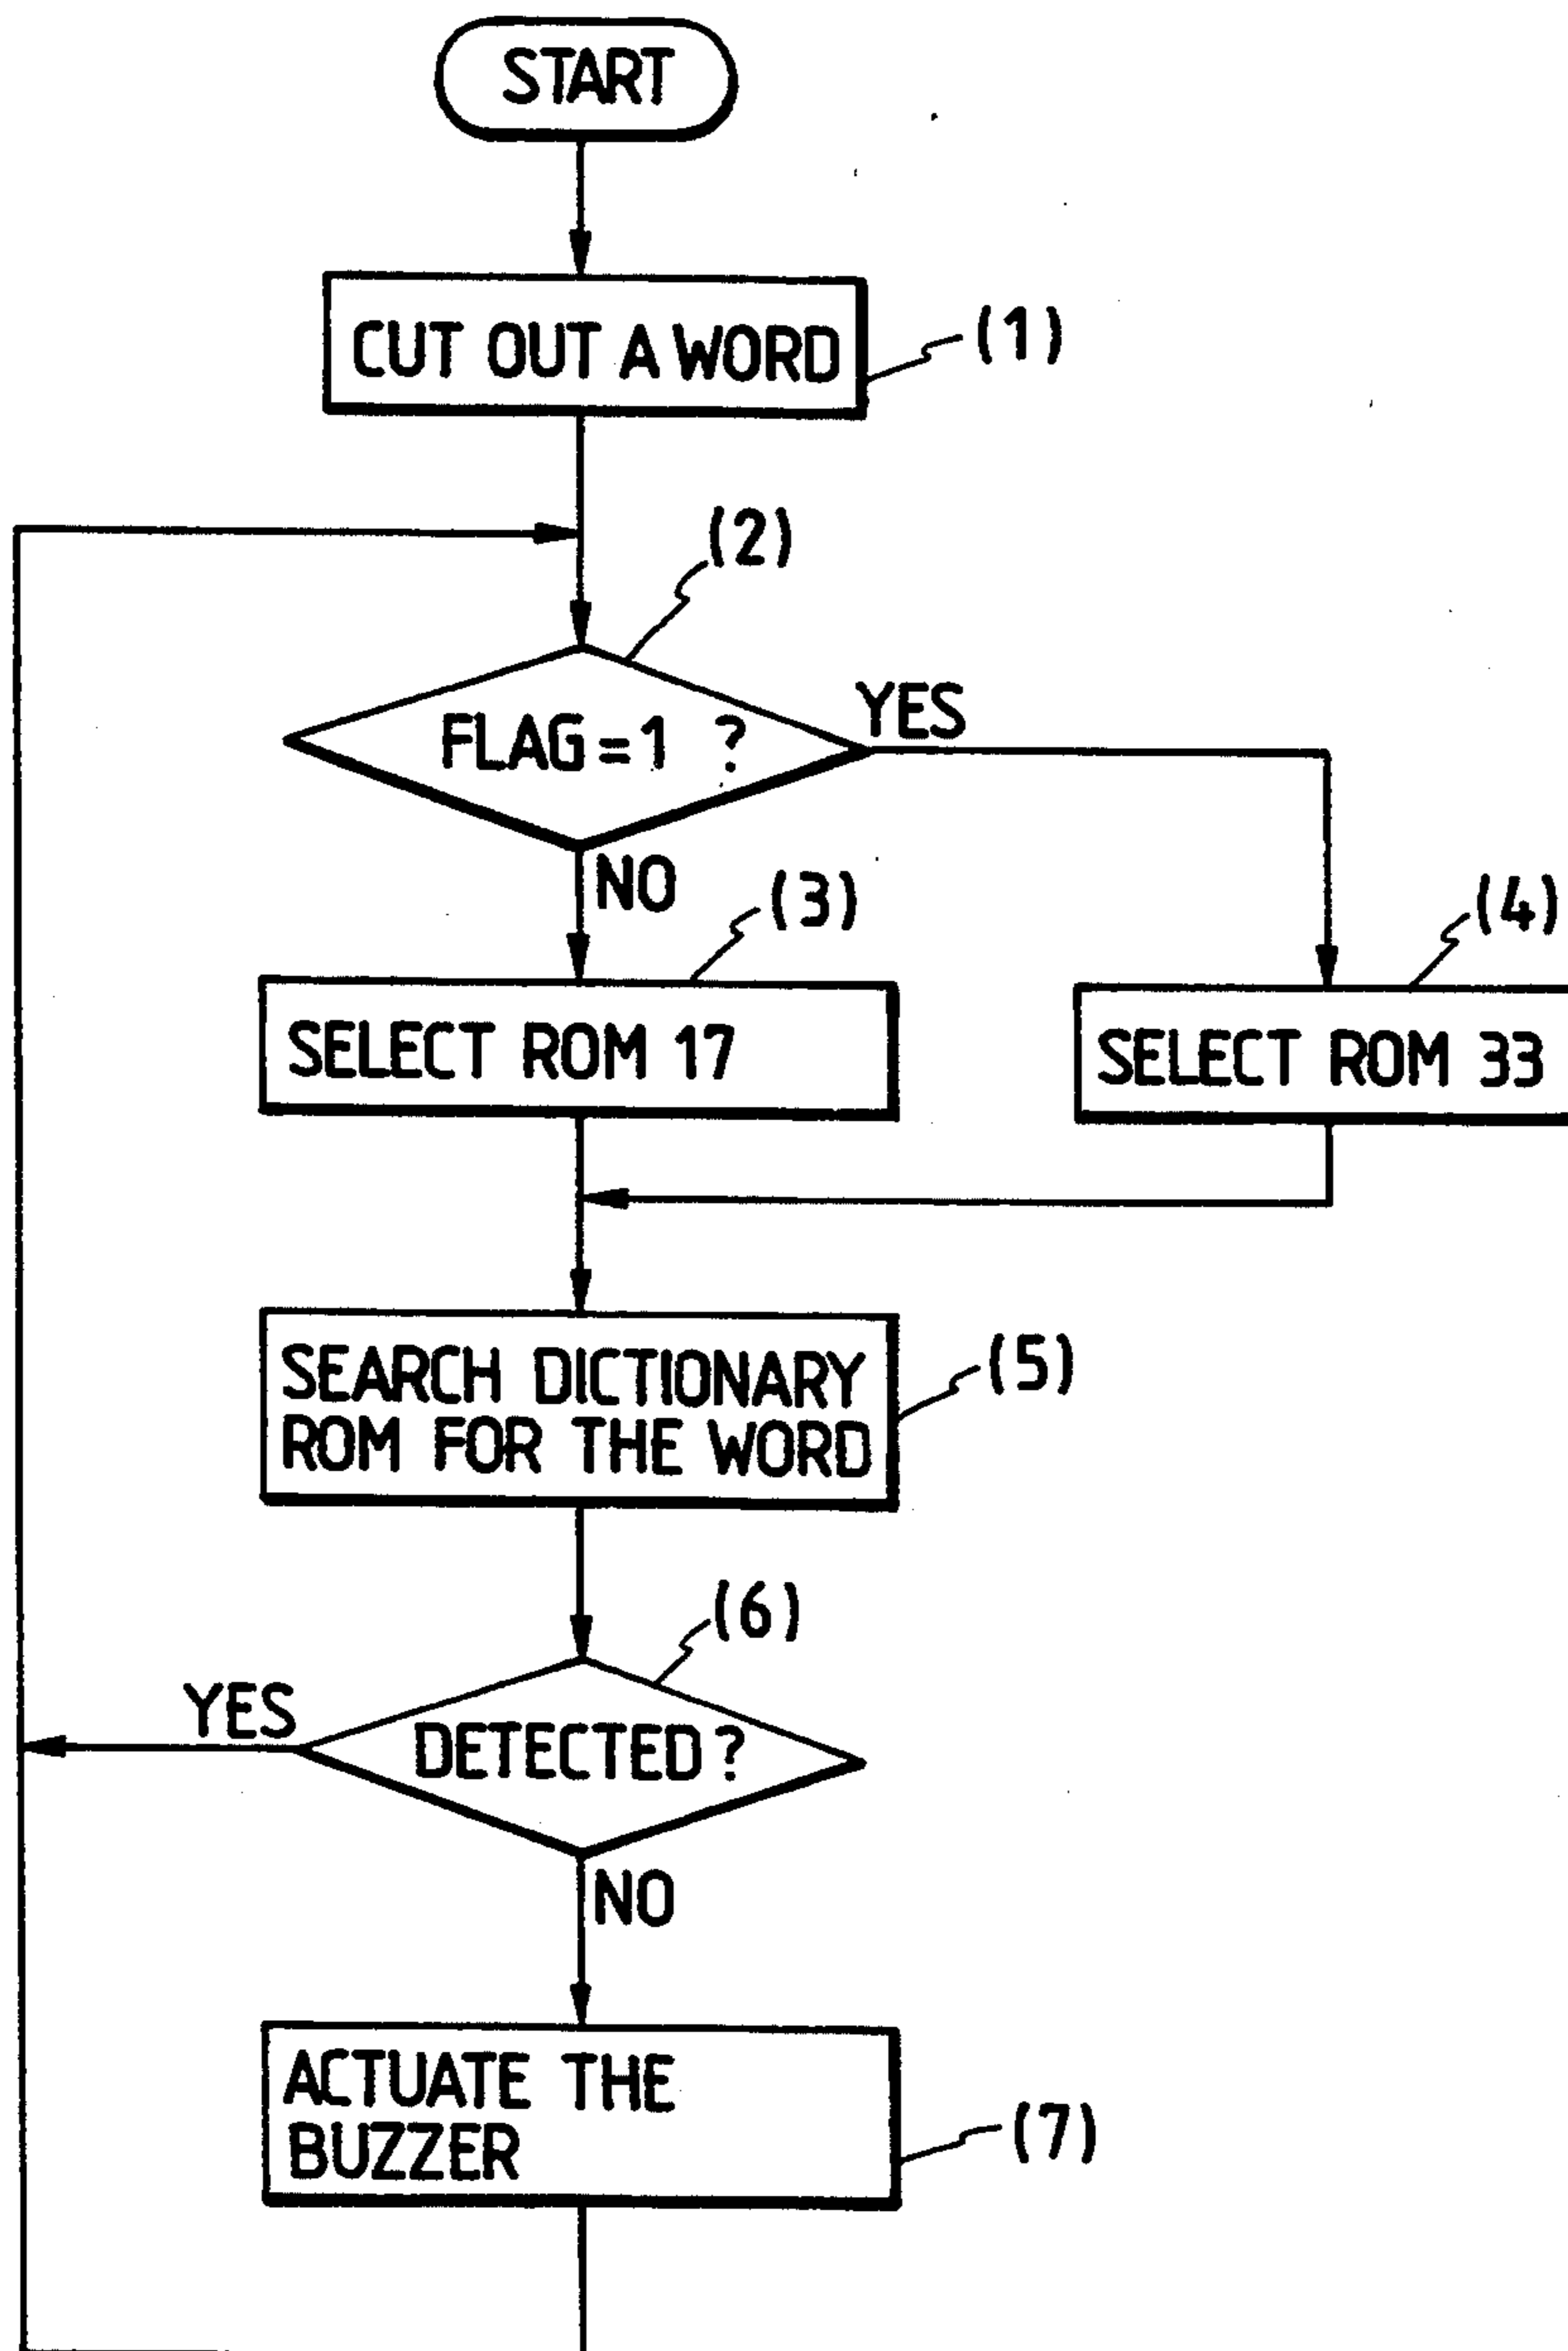 START
CUT OUT A WORD
(1)
(2)
FLAG=1 ?
YES
NO
(3)
(4)
SELECT ROM 17
SELECT ROM 33
SEARCH DICTIONARY
ROM FOR THE WORD
(5)
(6)
YES
DETECTED?
NO
ACTUATE THE
BUZZER
(7)